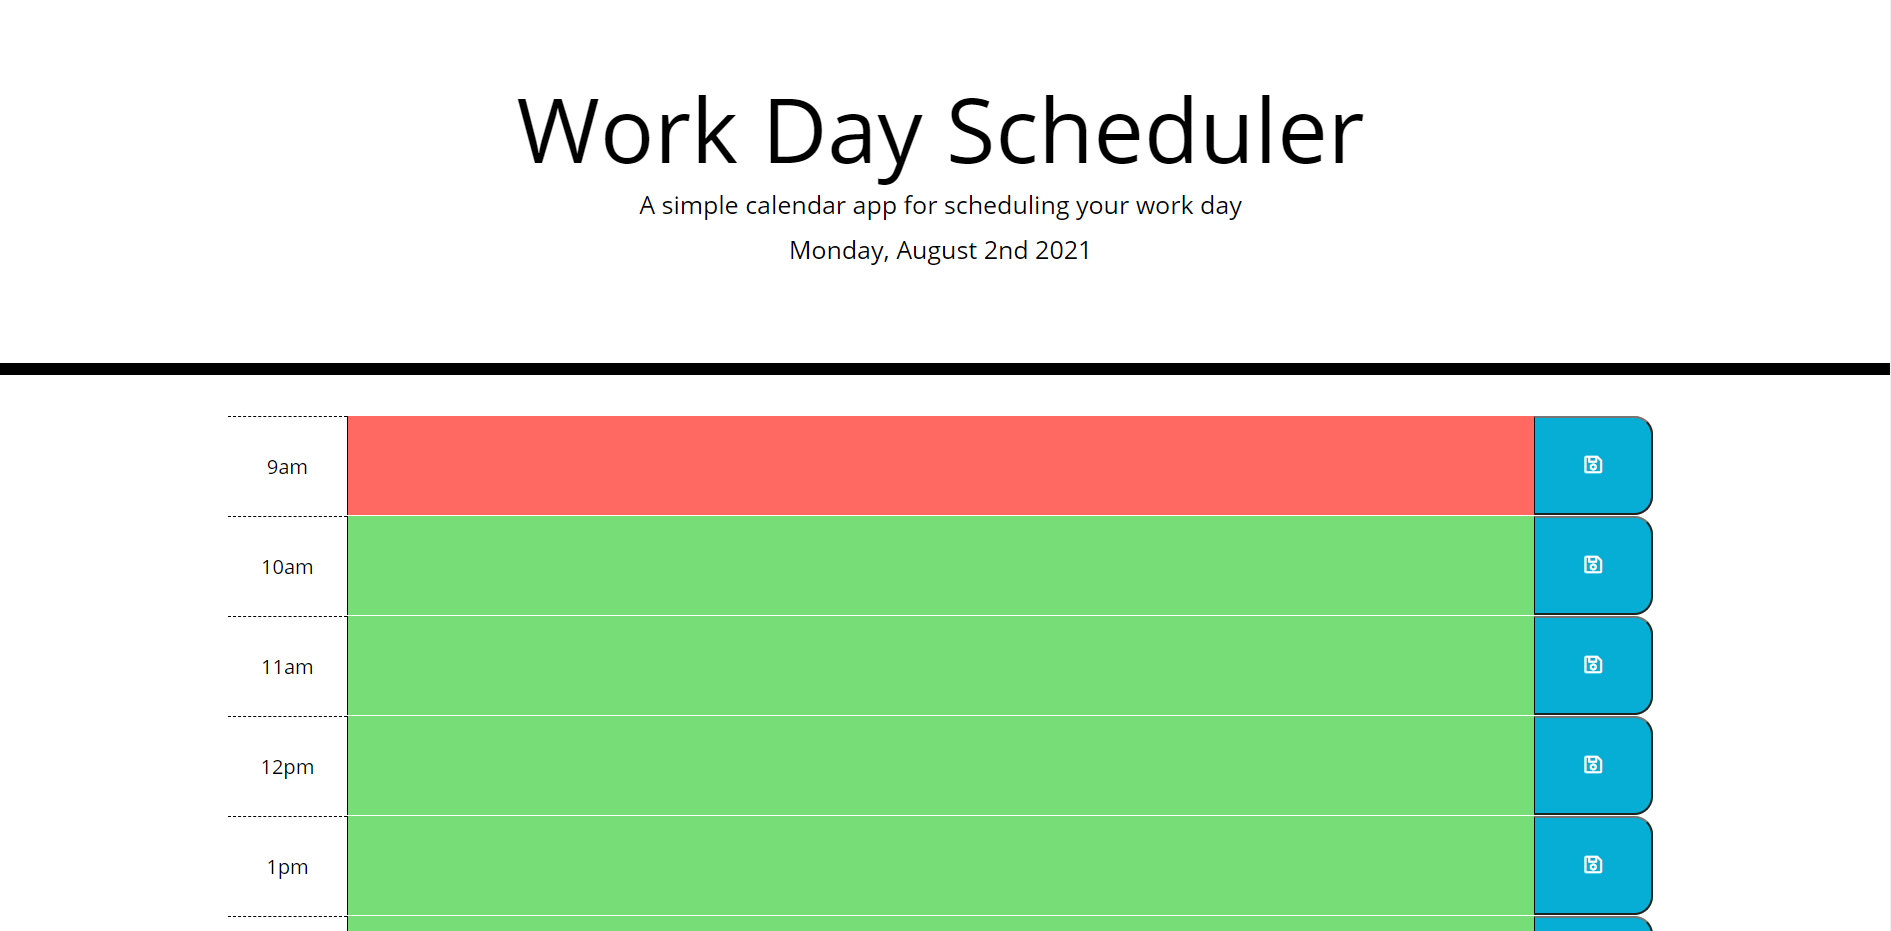 Work Day Scheduler
A simple calendar app for scheduling your work day
Monday, August 2nd 2021
9am
10am
11am
12pm
1pm